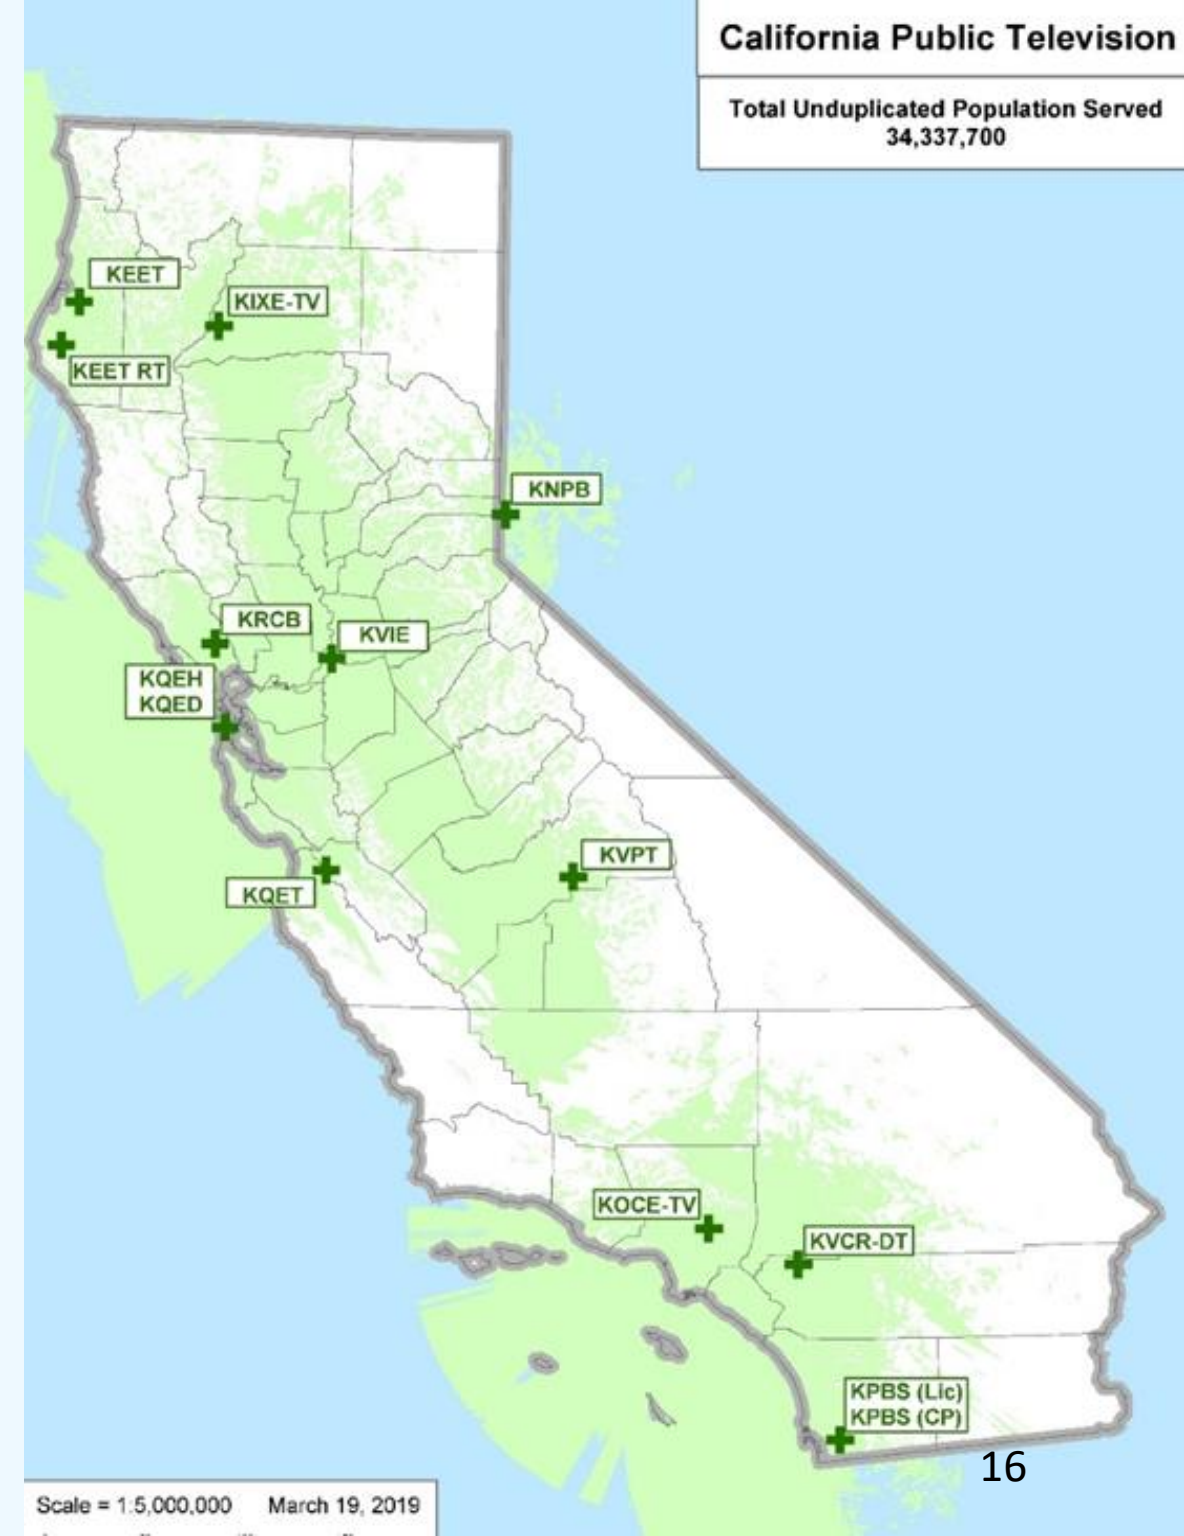 California Public Television
Total Unduplicated Population Served
34,337,700
KEET
KIXE-TV
KEET RT
KNPB
KRCB
KVIE
KQEH
KQED
KVPT
KQET
KOCE-TV
KVCR-DT
KPBS (Lic)
KPBS (CP)
16
Scale = 1:5,000,000 March 19, 2019